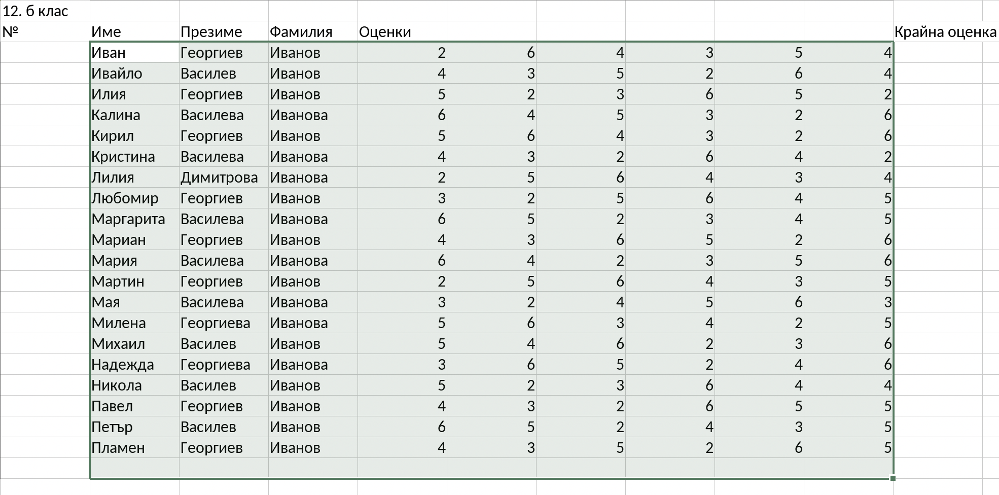 12. б клас
№ Име Презиме Фамилия Оценки Крайна оценка
Иван Георгиев Иванов 2 6 4 3 5 4
Ивайло Василев Иванов 4 3 5 2 6 4
Илия Георгиев Иванов 5 2 3 6 5 2
Калина Василева Иванова 6 4 5 3 2 6
Кирил Георгиев Иванов 5 6 4 3 2 6
Кристина Василева Иванова 4 3 2 6 4 2
Лилия Димитрова Иванова 2 5 6 4 3 4
Любомир Георгиев Иванов 3 2 5 6 4 5
Маргарита Василева Иванова 6 5 2 3 4 5
Мариан Георгиев Иванов 4 3 6 5 2 6
Мария Василева Иванова 6 4 2 3 5 6
Мартин Георгиев Иванов 2 5 6 4 3 5
Мая Василева Иванова 3 2 4 5 6 3
Милена Георгиева Иванова 5 6 3 4 2 5
Михаил Василев Иванов 5 4 6 2 3 6
Надежда Георгиева Иванова 3 6 5 2 4 6
Никола Василев Иванов 5 2 3 6 4 4
Павел Георгиев Иванов 4 3 2 6 5 5
Петър Василев Иванов 6 5 2 4 3 5
Пламен Георгиев Иванов 4 3 5 2 6 5